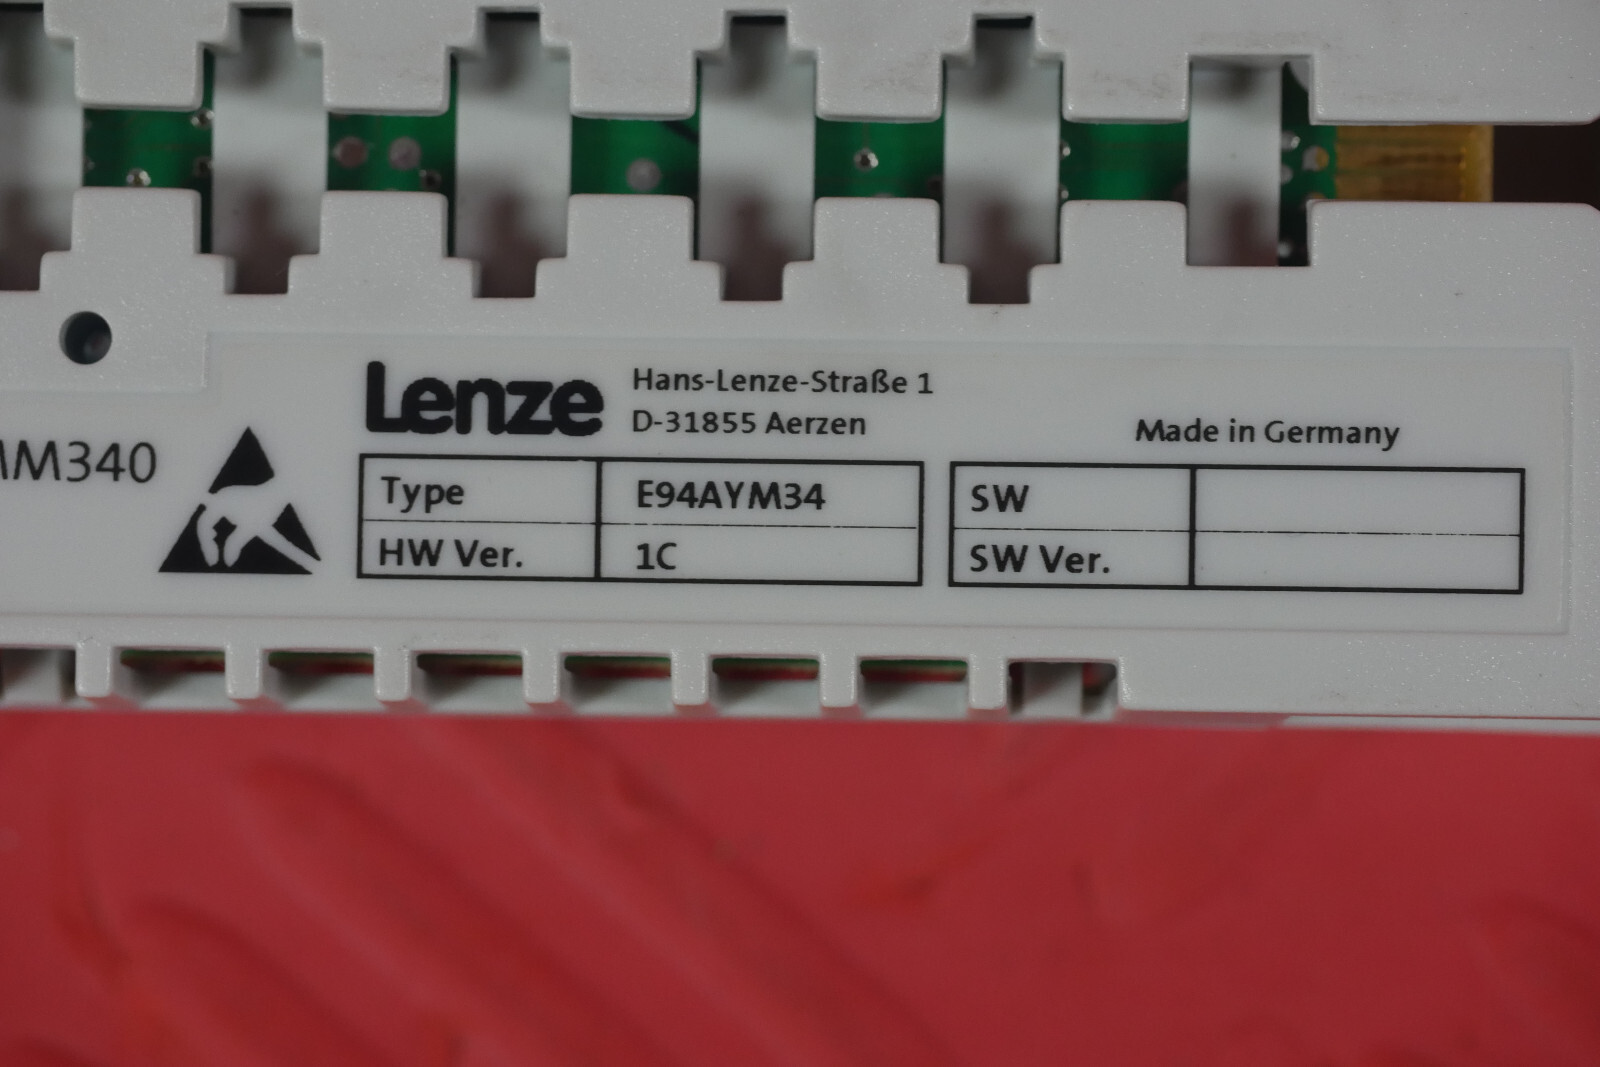 Lenze
Hans-Lenze-Straße 1
D-31855 Aerzen
Made in Germany
MM340
Type E94AYM34
HW Ver. 1C
SW
SW Ver.